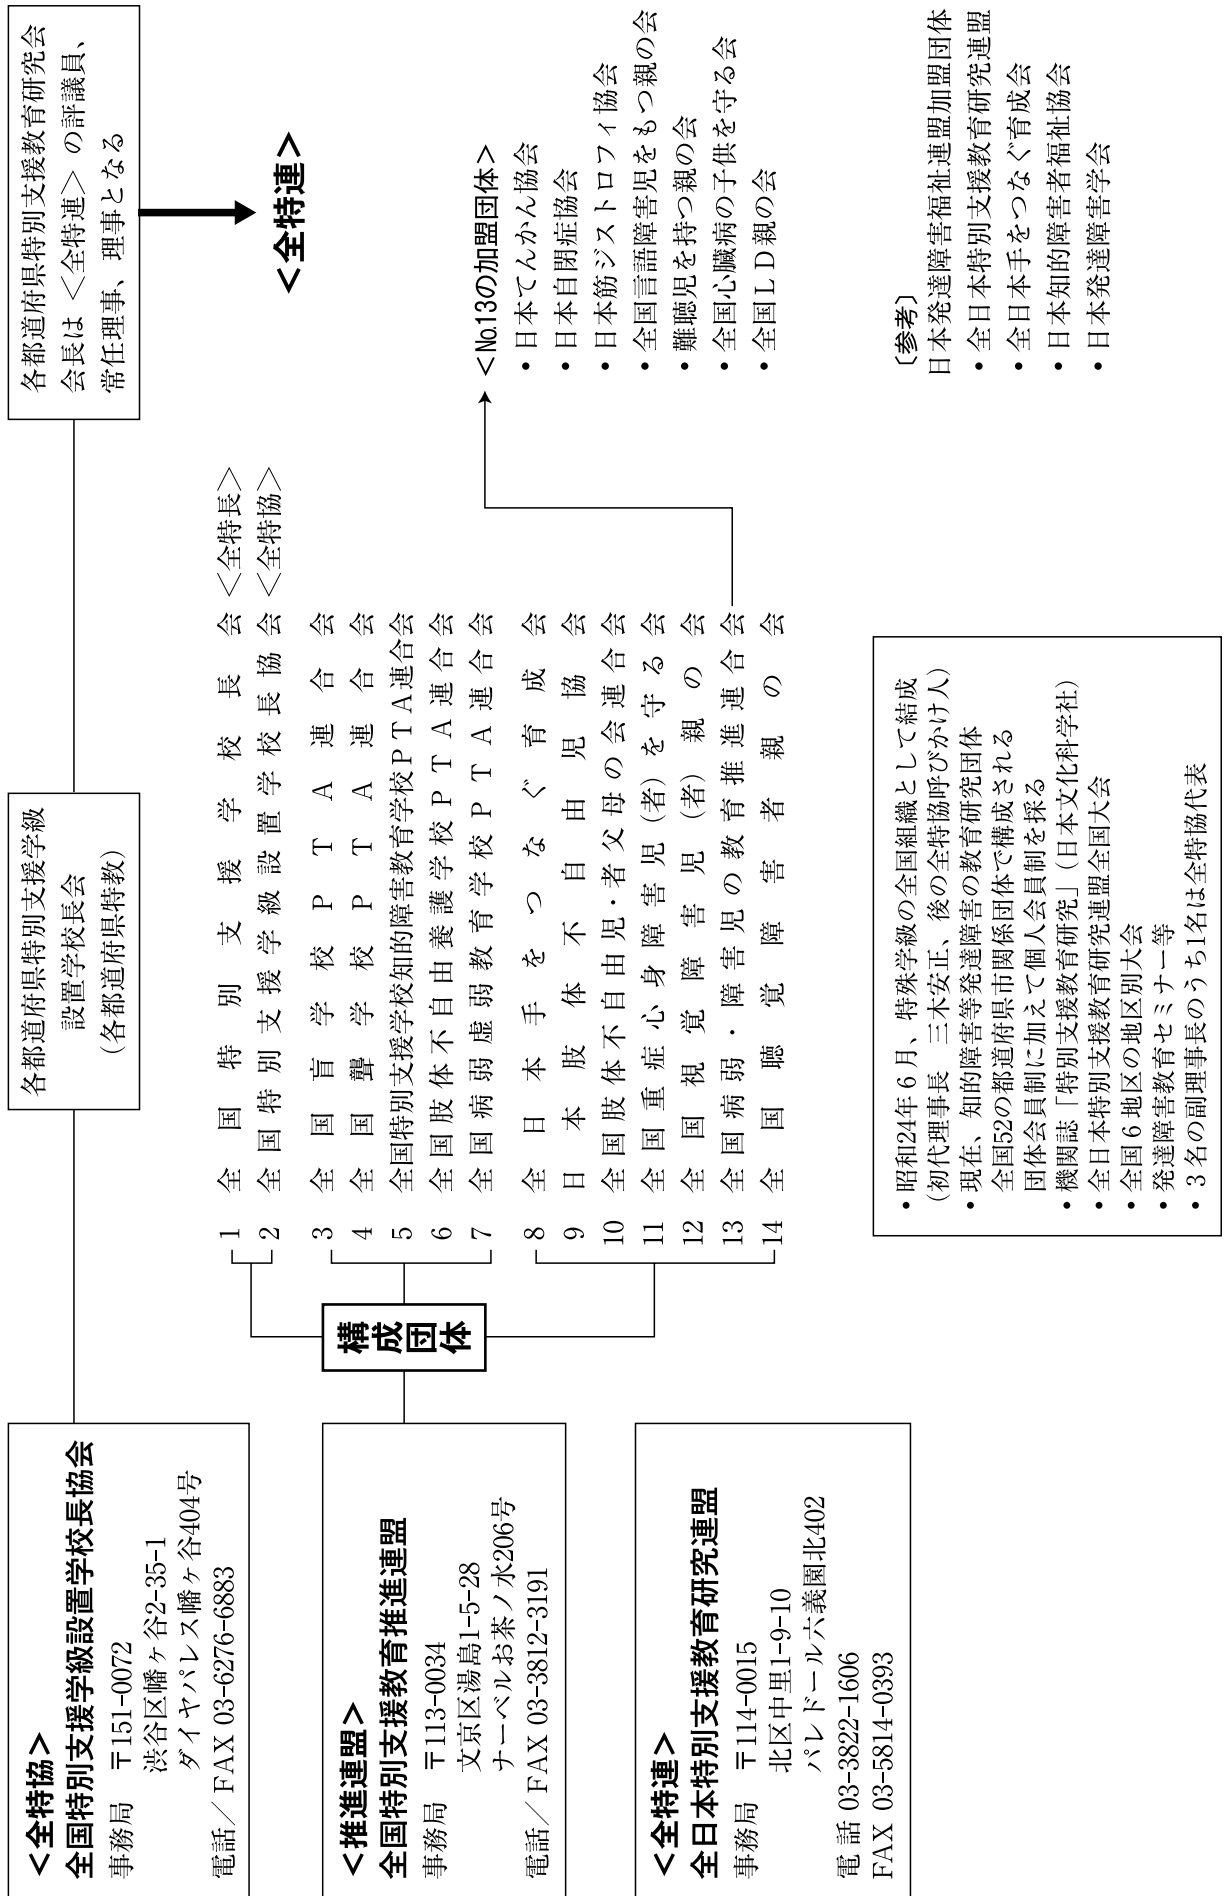 <全特協>
全国特別支援学級設置学校長協会
事務局　〒151-0072
渋谷区幡ヶ谷2-35-1
ダイヤパレス幡ヶ谷404号
電話／FAX 03-6276-6883
各都道府県特別支援学級
設置学校長会
(各都道府県特教)
各都道府県特別支援教育研究会
会長は＜全特連＞の評議員、
常任理事、理事となる
<全特連>
<推進連盟>
全国特別支援教育推進連盟
事務局　〒113-0034
文京区湯島1-5-28
ナーベルお茶ノ水206号
電話／FAX 03-3812-3191
構成団体
1　全国特別支援学校長会＜全特長＞
2　全国特別支援学級設置学校長協会＜全特協＞
3　全国盲学校ＰＴＡ連合会
4　全国聾学校ＰＴＡ連合会
5　全国特別支援学校知的障害教育学校ＰＴＡ連合会
6　全国肢体不自由養護学校ＰＴＡ連合会
7　全国病弱虚弱教育学校ＰＴＡ連合会
8　全日本手をつなぐ育成会
9　日本肢体不自由児協会
10　全国肢体不自由児・者父母の会連合会
11　全国重症心身障害児(者)を守る会
12　全国視覚障害児(者)親の会
13　全国病弱・障害児の教育推進連合会
14　全国聴覚障害者親の会
<№13の加盟団体>
・日本てんかん協会
・日本自閉症協会
・日本筋ジストロフィ協会
・全国言語障害児をもつ親の会
・難聴児を持つ親の会
・全国心臓病の子供を守る会
・全国ＬＤ親の会
<全特連>
全日本特別支援教育研究連盟
事務局　〒114-0015
北区中里1-9-10
パレドール六義園北402
電 話 03-3822-1606
FAX 03-5814-0393
・昭和24年６月、特殊学級の全国組織として結成
(初代理事長　三木安正、後の全特協呼びかけ人)
・現在、知的障害等発達障害の教育研究団体
全国52の都道府県市関係団体で構成される
団体会員制に加えて個人会員制を採る
・機関誌「特別支援教育研究」(日本文化科学社)
・全日本特別支援教育研究連盟全国大会
・全国６地区の地区別大会
・発達障害教育セミナー等
・３名の副理事長のうち1名は全特協代表
〔参考〕
日本発達障害福祉連盟加盟団体
・全日本特別支援教育研究連盟
・全日本手をつなぐ育成会
・日本知的障害者福祉協会
・日本発達障害学会